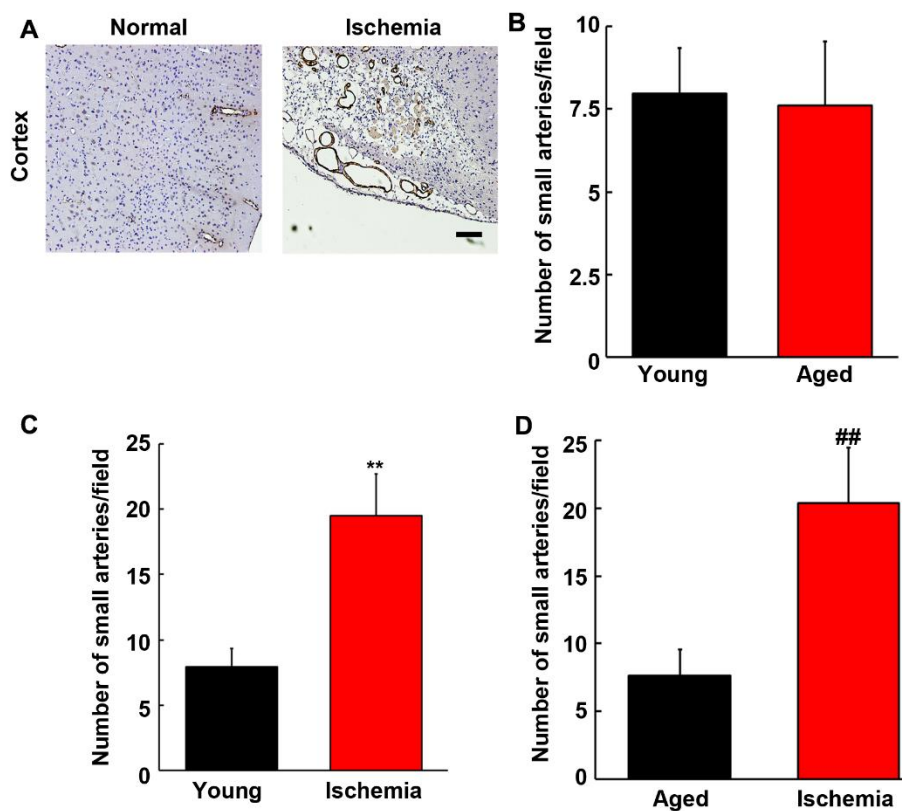 A
Normal
Ischemia
Cortex
B
Number of small arteries/field
10
7.5
5
2.5
0
Young
Aged
C
Number of small arteries/field
25
20
15
10
5
0
**
Young
Ischemia
D
Number of small arteries/field
25
20
15
10
5
0
##
Aged
Ischemia